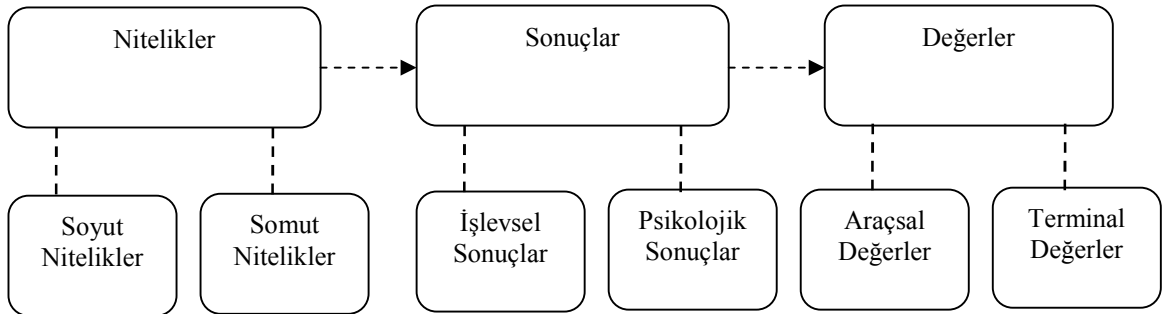 Nitelikler
Sonuçlar
Değerler
Soyut
Nitelikler
Somut
Nitelikler
İşlevsel
Sonuçlar
Psikolojik
Sonuçlar
Araçsal
Değerler
Terminal
Değerler